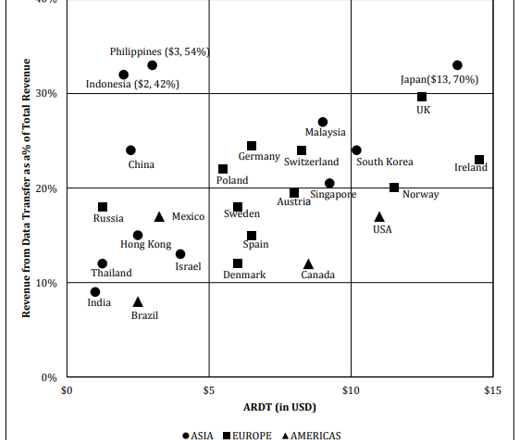 40%
Philippines ($3, 54%)
Indonesia ($2, 42%)
Japan($13, 70%)
30%
UK
Malaysia
China
Germany
Switzerland
South Korea
Ireland
Poland
20%
Singapore
Norway
Austria
Russia
Mexico
Sweden
USA
Hong Kong
Spain
Israel
Thailand
Denmark
Canada
10%
India
Brazil
0%
$0 $5 $10 $15
Revenue from Data Transfer as a% of Total Revenue
ARDT (in USD)
ASIA EUROPE AMERICAS